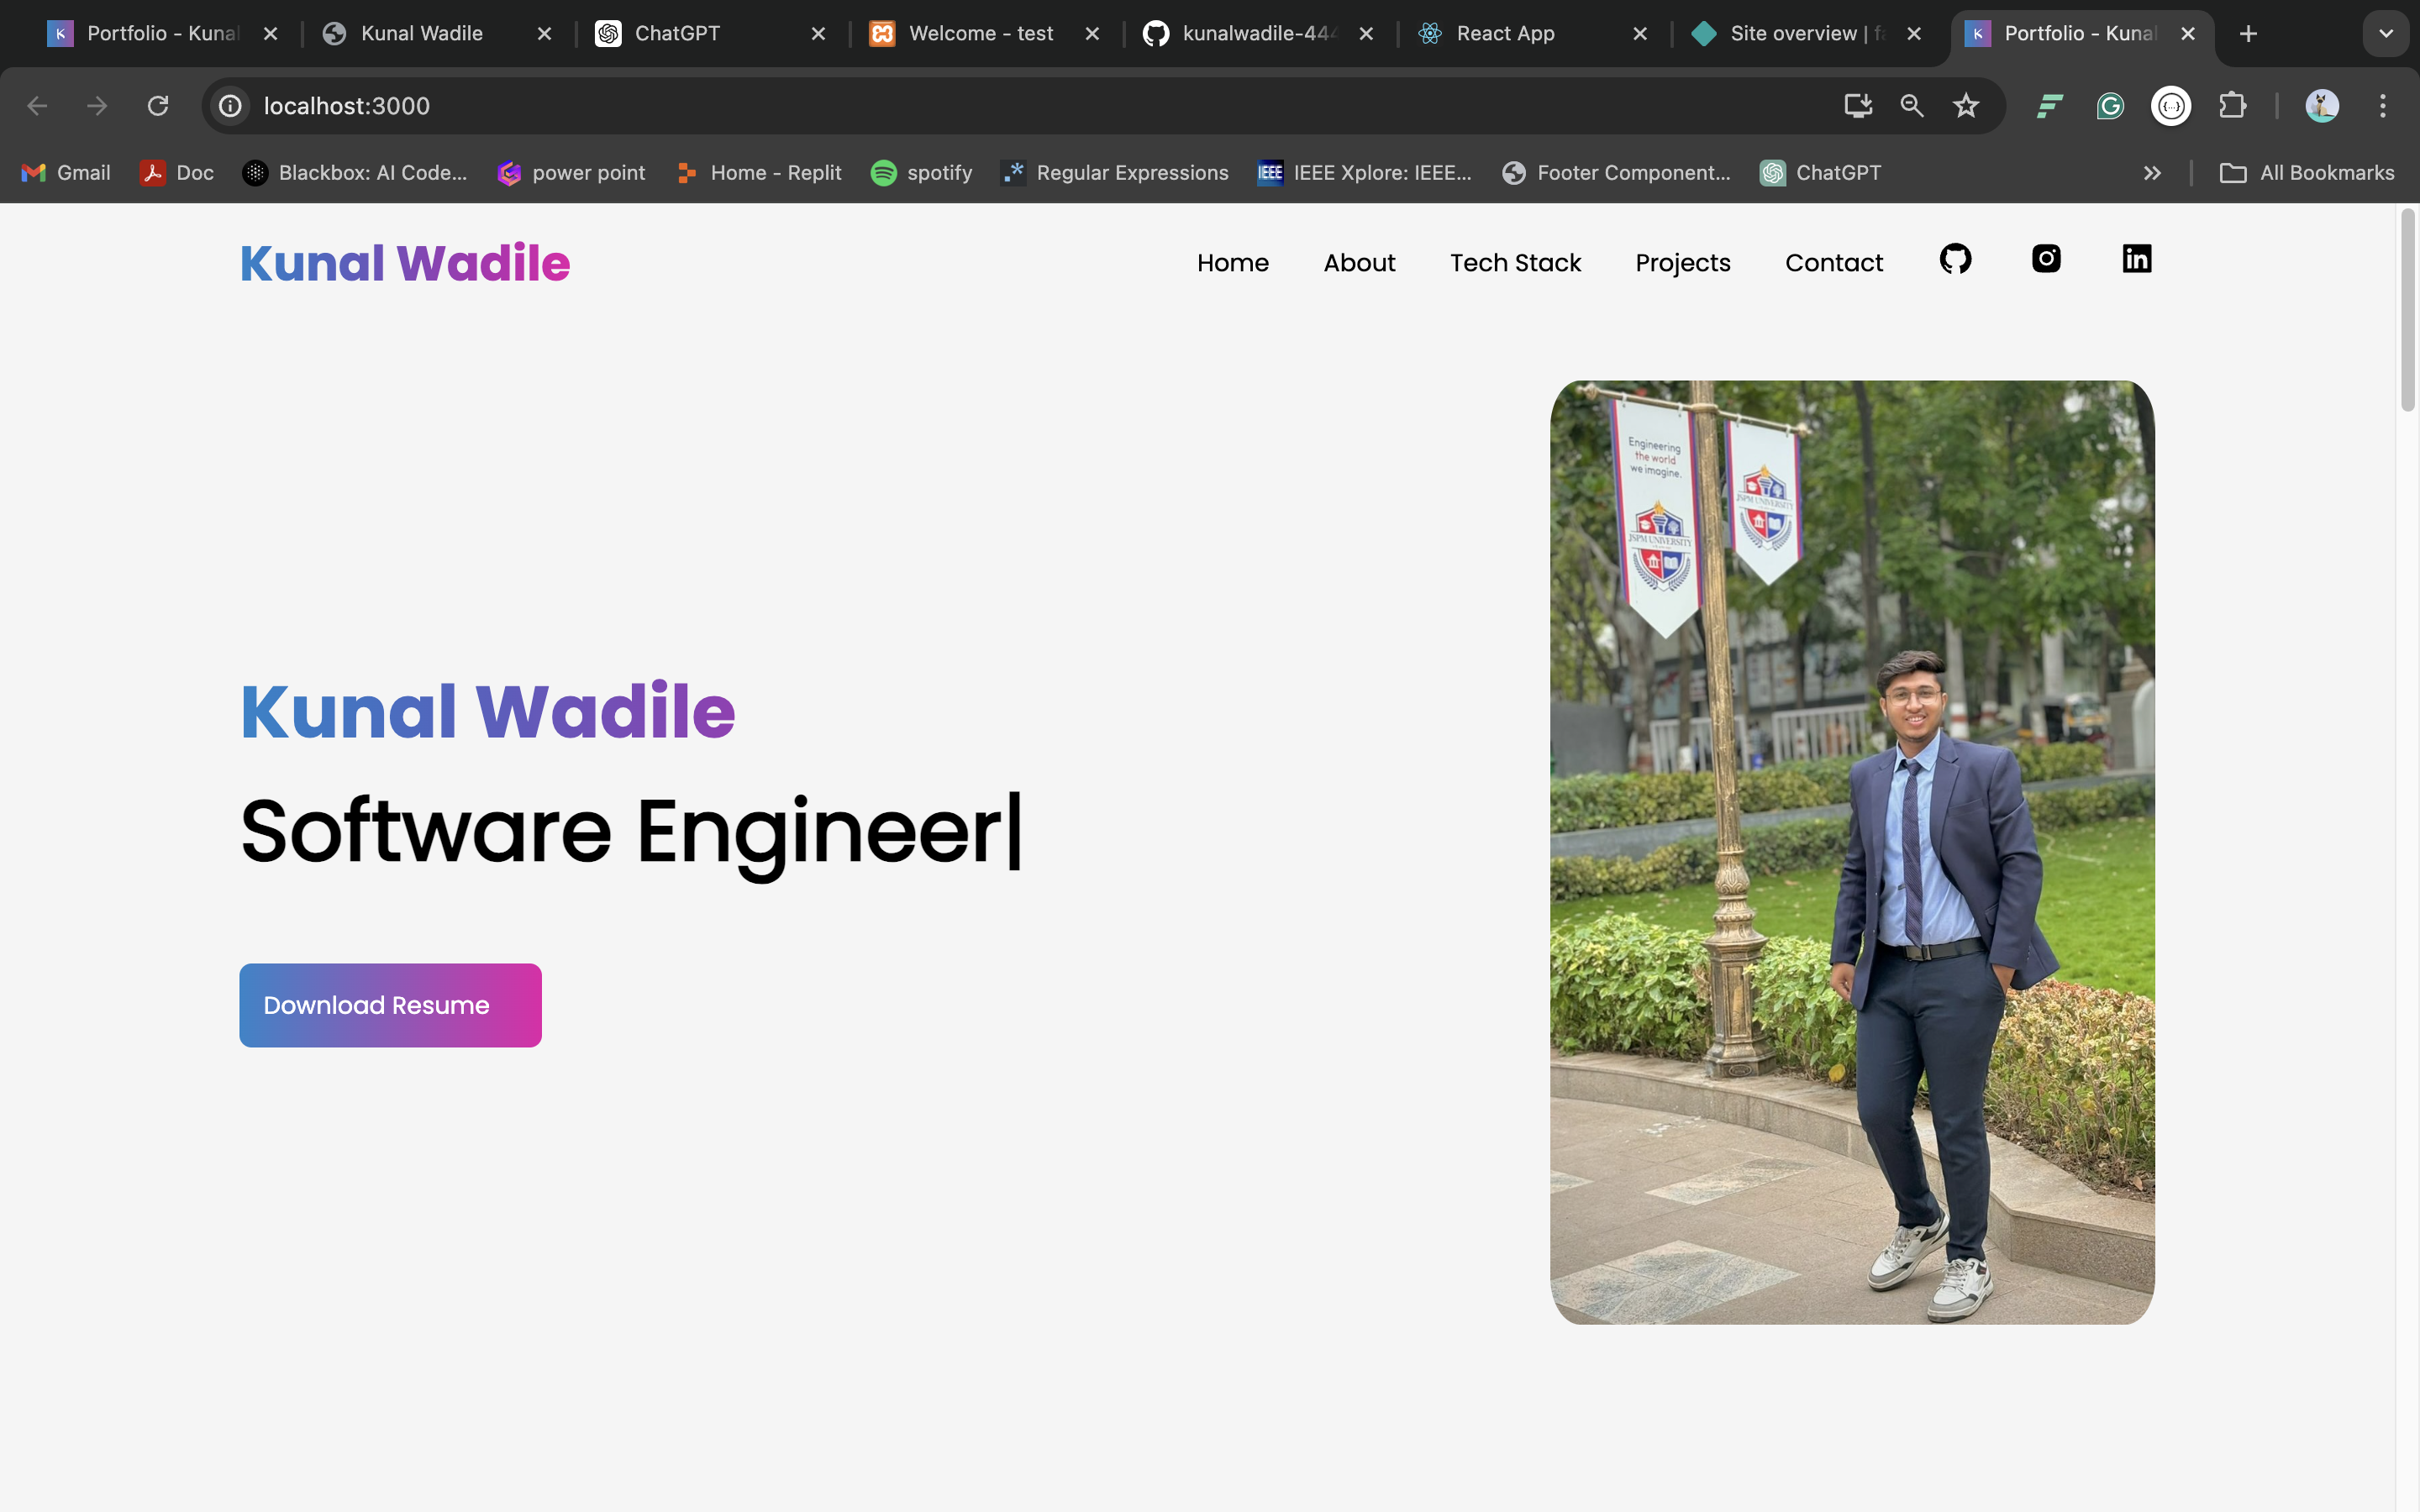 Portfolio - Kunal
Kunal Wadile
ChatGPT
Welcome - test
kunalwadile-444
React App
Site overview | fa
Portfolio - Kunal
localhost:3000
Gmail
Doc
Blackbox: AI Code...
power point
Home - Replit
spotify
Regular Expressions
IEEE
IEEE Xplore: IEEE...
Footer Component...
ChatGPT
All Bookmarks
Kunal Wadile
Home
About
Tech Stack
Projects
Contact
Engineering
the world
we imagine.
JSPM UNIVERSITY
JSPM UNIVERSITY
Kunal Wadile
Software Engineer|
Download Resume